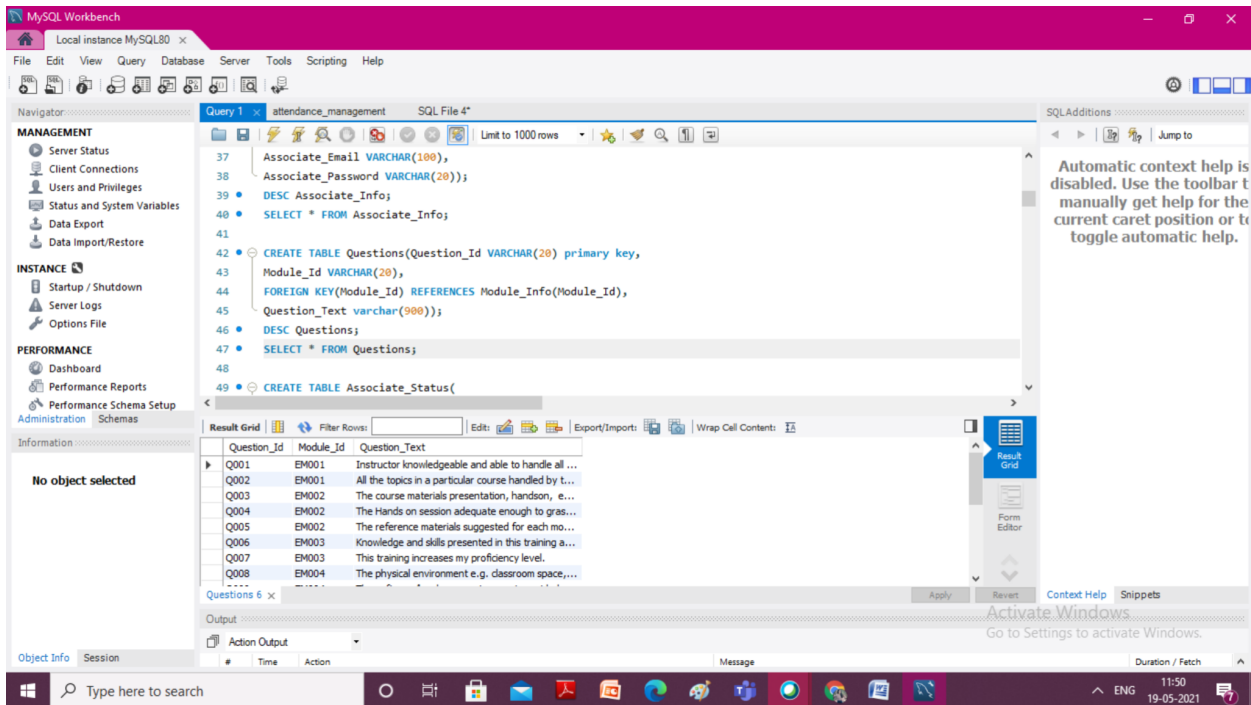 MySQL Workbench
Local instance MySQL80
File Edit View Query Database Server Tools Scripting Help
Navigator
MANAGEMENT
Server Status
Client Connections
Users and Privileges
Status and System Variables
Data Export
Data Import/Restore
INSTANCE
Startup / Shutdown
Server Logs
Options File
PERFORMANCE
Dashboard
Performance Reports
Performance Schema Setup
Administration Schemas
Information
No object selected
Object Info Session
Query 1 attendance_management SQL File 4*
Limit to 1000 rows
37 Associate_Email VARCHAR(100),
38 Associate_Password VARCHAR(20));
39 DESC Associate_Info;
40 SELECT * FROM Associate_Info;
41
42 CREATE TABLE Questions(Question_Id VARCHAR(20) primary key,
43 Module_Id VARCHAR(20),
44 FOREIGN KEY(Module_Id) REFERENCES Module_Info(Module_Id),
45 Question_Text varchar(900));
46 DESC Questions;
47 SELECT * FROM Questions;
48
49 CREATE TABLE Associate_Status(
Result Grid Filter Rows: Edit: Export/Import: Wrap Cell Content:
Question_Id Module_Id Question_Text
Q001 EM001 Instructor knowledgeable and able to handle all ...
Q002 EM001 All the topics in a particular course handled by t...
Q003 EM002 The course materials presentation, handson, e...
Q004 EM002 The Hands on session adequate enough to gras...
Q005 EM002 The reference materials suggested for each mo...
Q006 EM003 Knowledge and skills presented in this training a...
Q007 EM003 This training increases my proficiency level.
Q008 EM004 The physical environment e.g. classroom space,...
Result Grid
Form Editor
Questions 6 Apply Revert
Output
Action Output
# Time Action Message Duration / Fetch
SQLAdditions
Jump to
Automatic context help is
disabled. Use the toolbar t
manually get help for the
current caret position or to
toggle automatic help.
Context Help Snippets
Activate Windows
Go to Settings to activate Windows.
Type here to search
ENG
11:50
19-05-2021
7